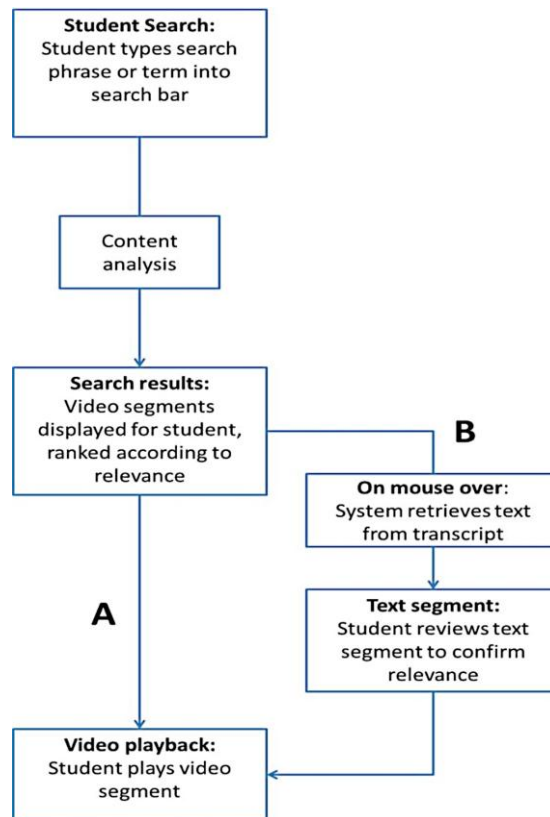 Student Search:
Student types search
phrase or term into
search bar
Content
analysis
Search results:
Video segments
displayed for student,
ranked according to
relevance
B
On mouse over:
System retrieves text
from transcript
A
Text segment:
Student reviews text
segment to confirm
relevance
Video playback:
Student plays video
segment